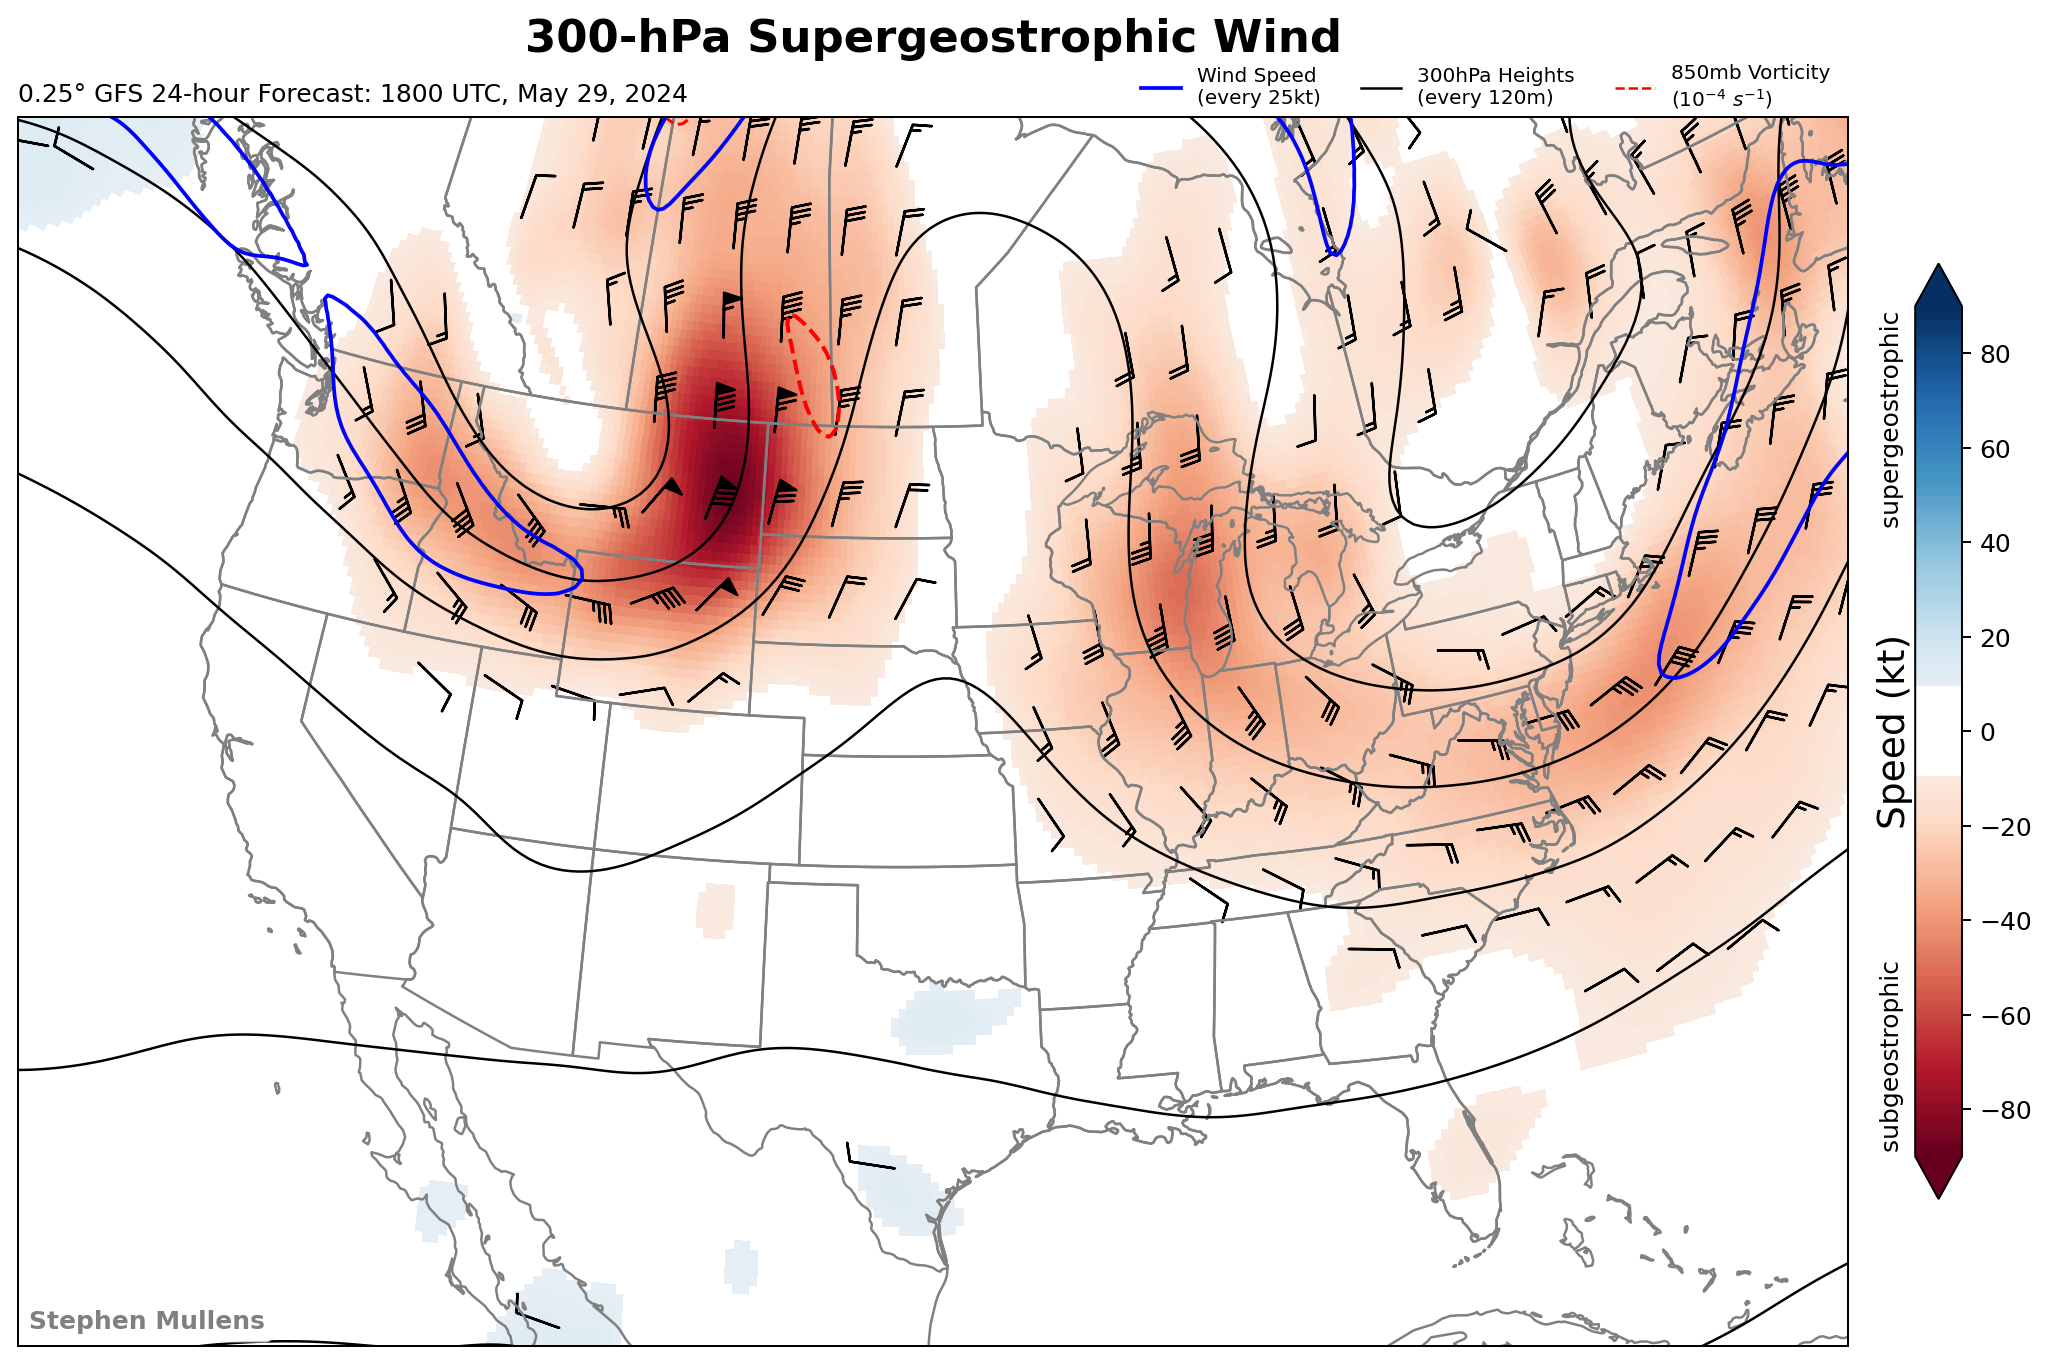 300-hPa Supergeostrophic Wind
0.25° GFS 24-hour Forecast: 1800 UTC, May 29, 2024
Wind Speed
(every 25kt)
300hPa Heights
(every 120m)
850mb Vorticity
(10⁻⁴ s⁻¹)
supergeostrophic
Speed (kt)
subgeostrophic
80
60
40
20
0
−20
−40
−60
−80
Stephen Mullens